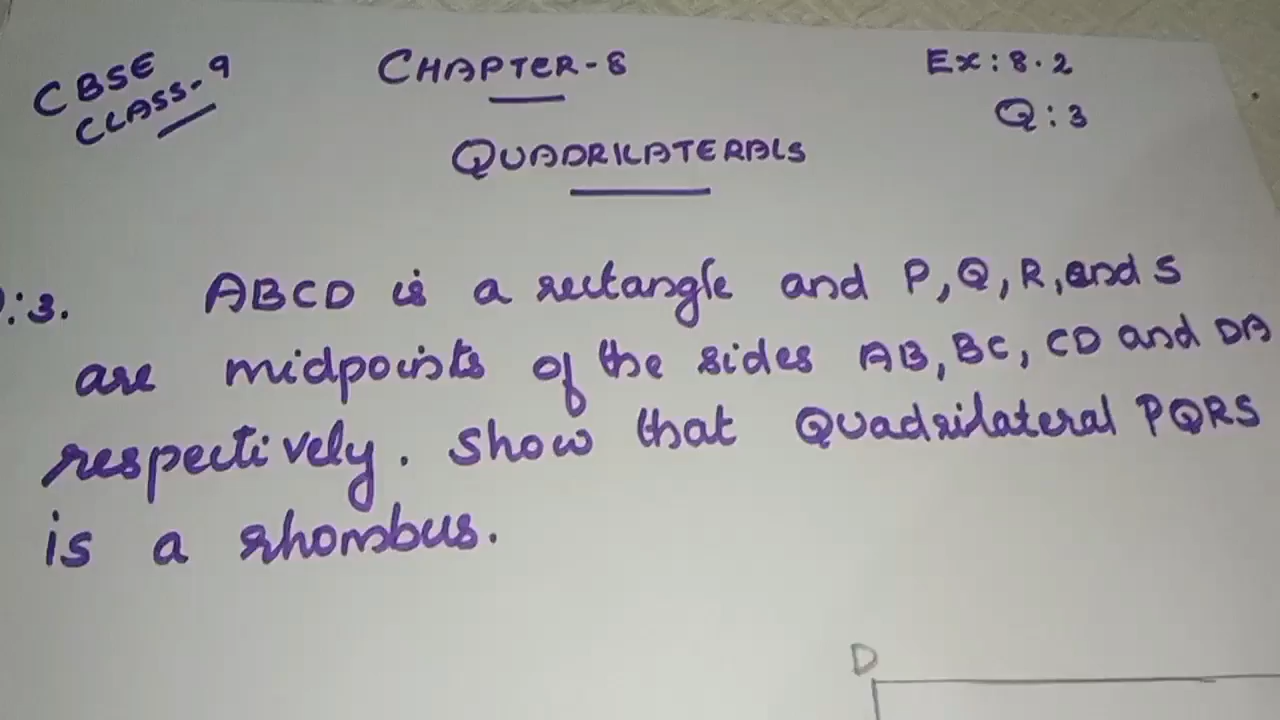 CBSE
CLASS-9
CHAPTER-8
Ex:8.2
Q:3
QUADRILATERALS
:3. ABCD is a rectangle and P,Q,R,and S
are midpoints of the sides AB, BC, CD and DA
respectively. Show that Quadrilateral PQRS
is a rhombus.
D